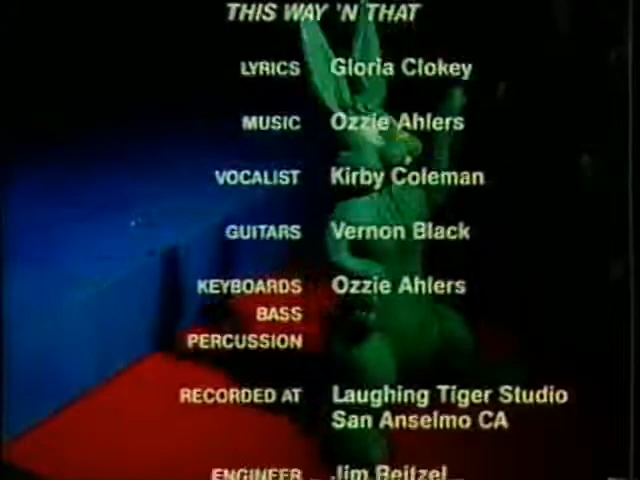 THIS WAY 'N THAT
LYRICS Gloria Clokey
MUSIC Ozzie Ahlers
VOCALIST Kirby Coleman
GUITARS Vernon Black
KEYBOARDS Ozzie Ahlers
BASS
PERCUSSION
RECORDED AT Laughing Tiger Studio
San Anselmo CA
ENGINEER Jim Reitzel